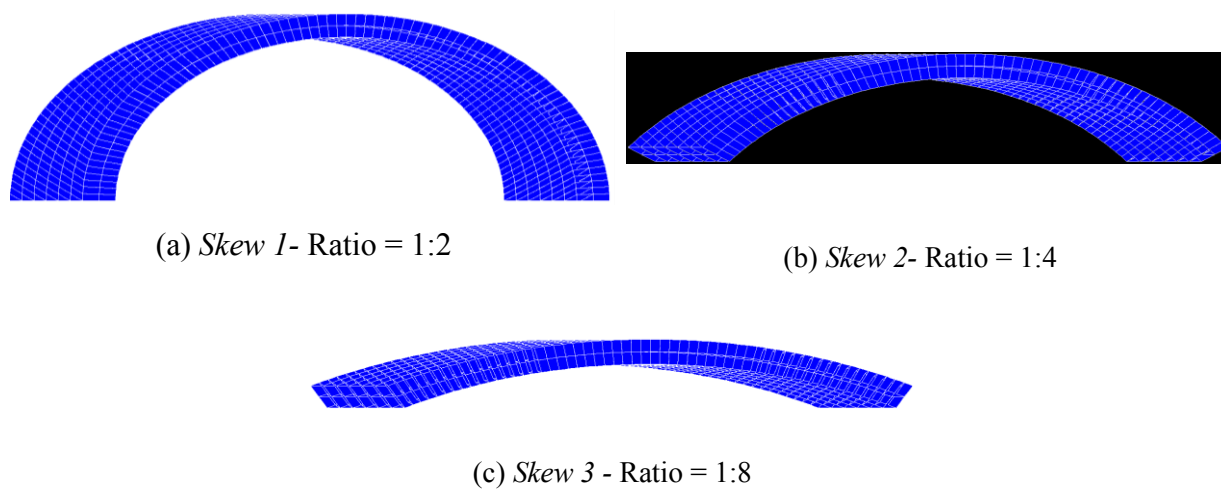 (a) Skew 1- Ratio = 1:2
(b) Skew 2- Ratio = 1:4
(c) Skew 3 - Ratio = 1:8